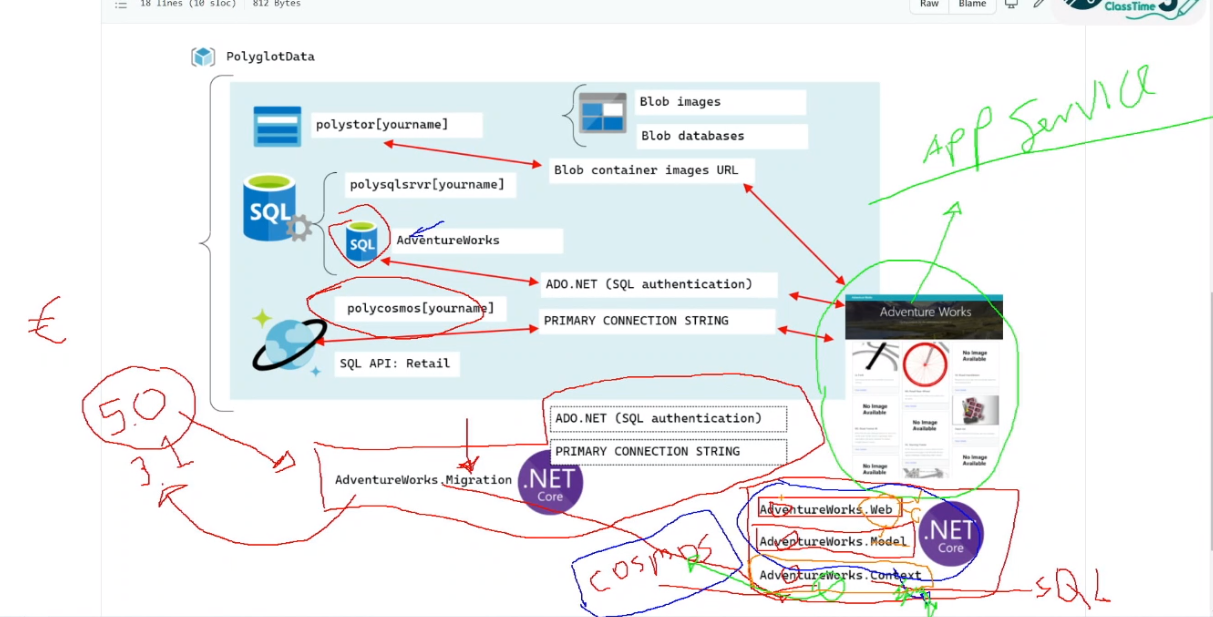 18 lines (10 sloc) 812 Bytes
Raw Blame
ClassTime
PolyglotData
polystor[yourname]
Blob images
Blob databases
Blob container images URL
APP Service
polysqlsrvr[yourname]
SQL
SQL
AdventureWorks
ADO.NET (SQL authentication)
polycosmos[yourname]
PRIMARY CONNECTION STRING
SQL API: Retail
Adventure Works
No Image Available
No Image Available
No Image Available
No Image Available
No Image Available
€
5.0
3.1
ADO.NET (SQL authentication)
PRIMARY CONNECTION STRING
AdventureWorks.Migration
.NET
Core
AdventureWorks.Web
AdventureWorks.Model
AdventureWorks.Context
.NET
Core
cosmos
SQL